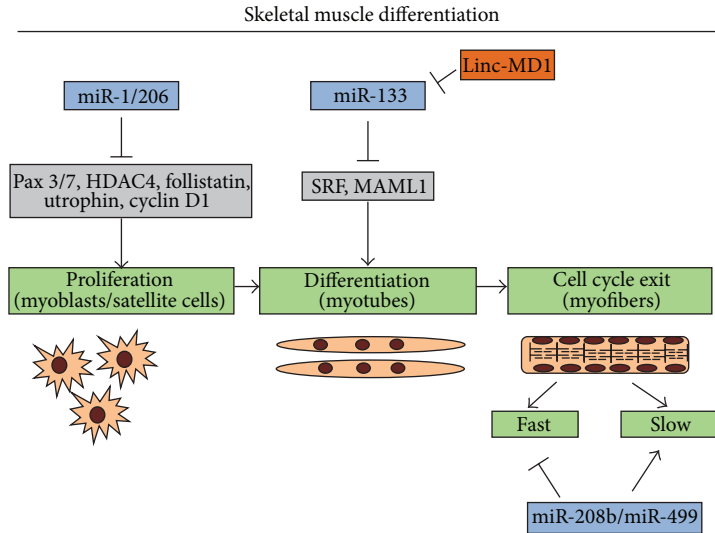 Skeletal muscle differentiation
Linc-MD1
miR-1/206
miR-133
Pax 3/7, HDAC4, follistatin,
utrophin, cyclin D1
SRF, MAML1
Proliferation
(myoblasts/satellite cells)
Differentiation
(myotubes)
Cell cycle exit
(myofibers)
Fast
Slow
miR-208b/miR-499